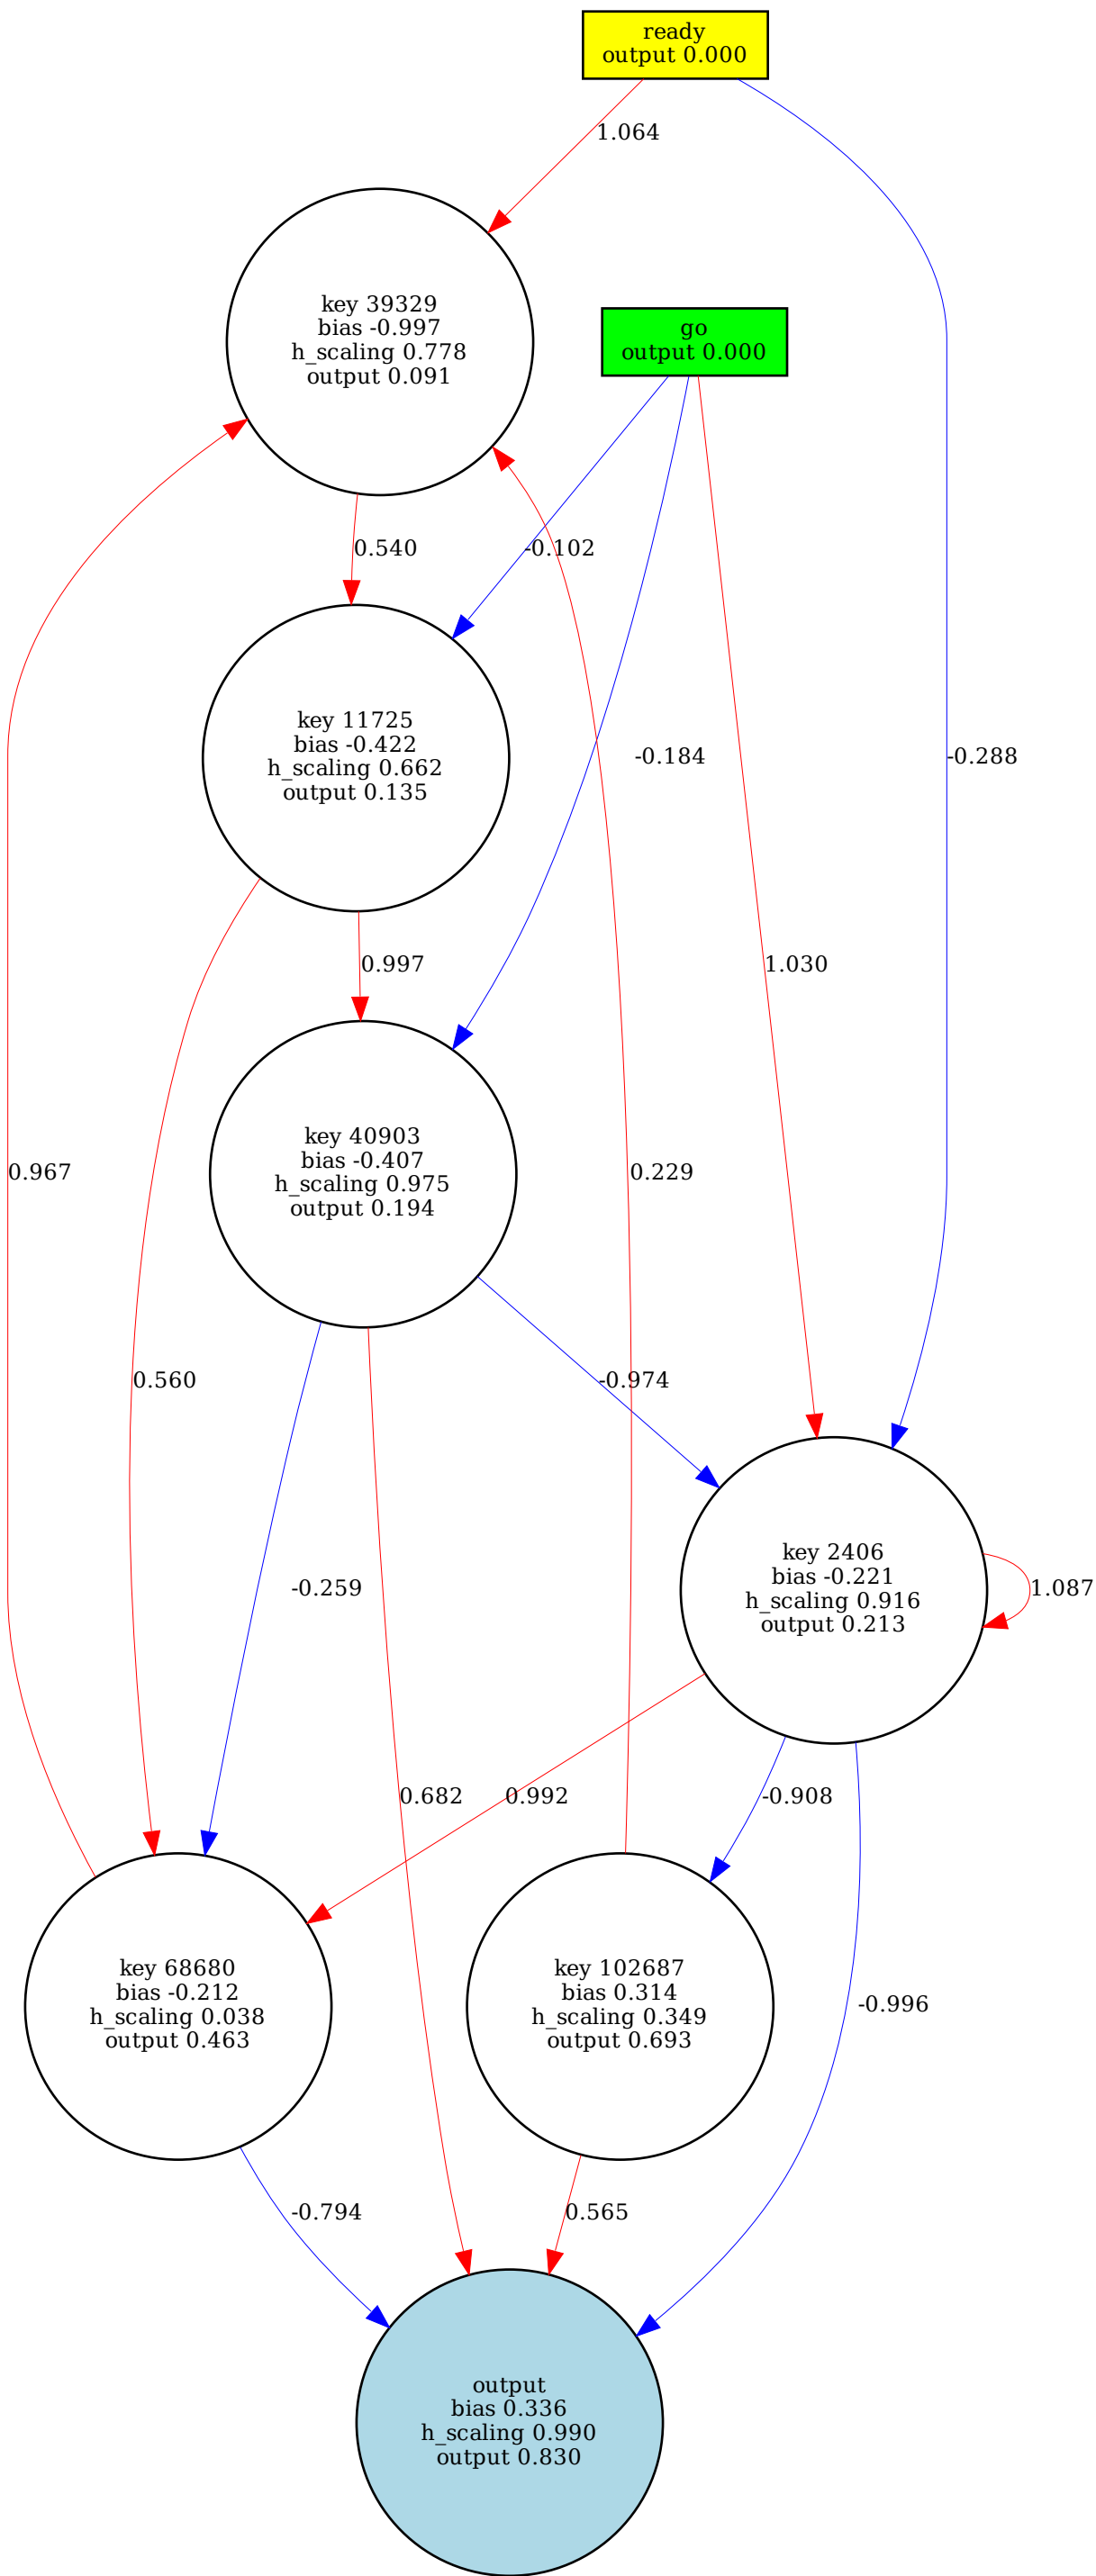 ready
output 0.000
1.064
key 39329
bias -0.997
h_scaling 0.778
output 0.091
go
output 0.000
0.540
-0.102
key 11725
bias -0.422
h_scaling 0.662
output 0.135
-0.184
-0.288
0.997
1.030
key 40903
bias -0.407
h_scaling 0.975
output 0.194
0.967
0.229
0.560
-0.974
key 2406
bias -0.221
h_scaling 0.916
output 0.213
-0.259
1.087
0.682
0.992
-0.908
key 68680
bias -0.212
h_scaling 0.038
output 0.463
key 102687
bias 0.314
h_scaling 0.349
output 0.693
-0.996
-0.794
0.565
output
bias 0.336
h_scaling 0.990
output 0.830